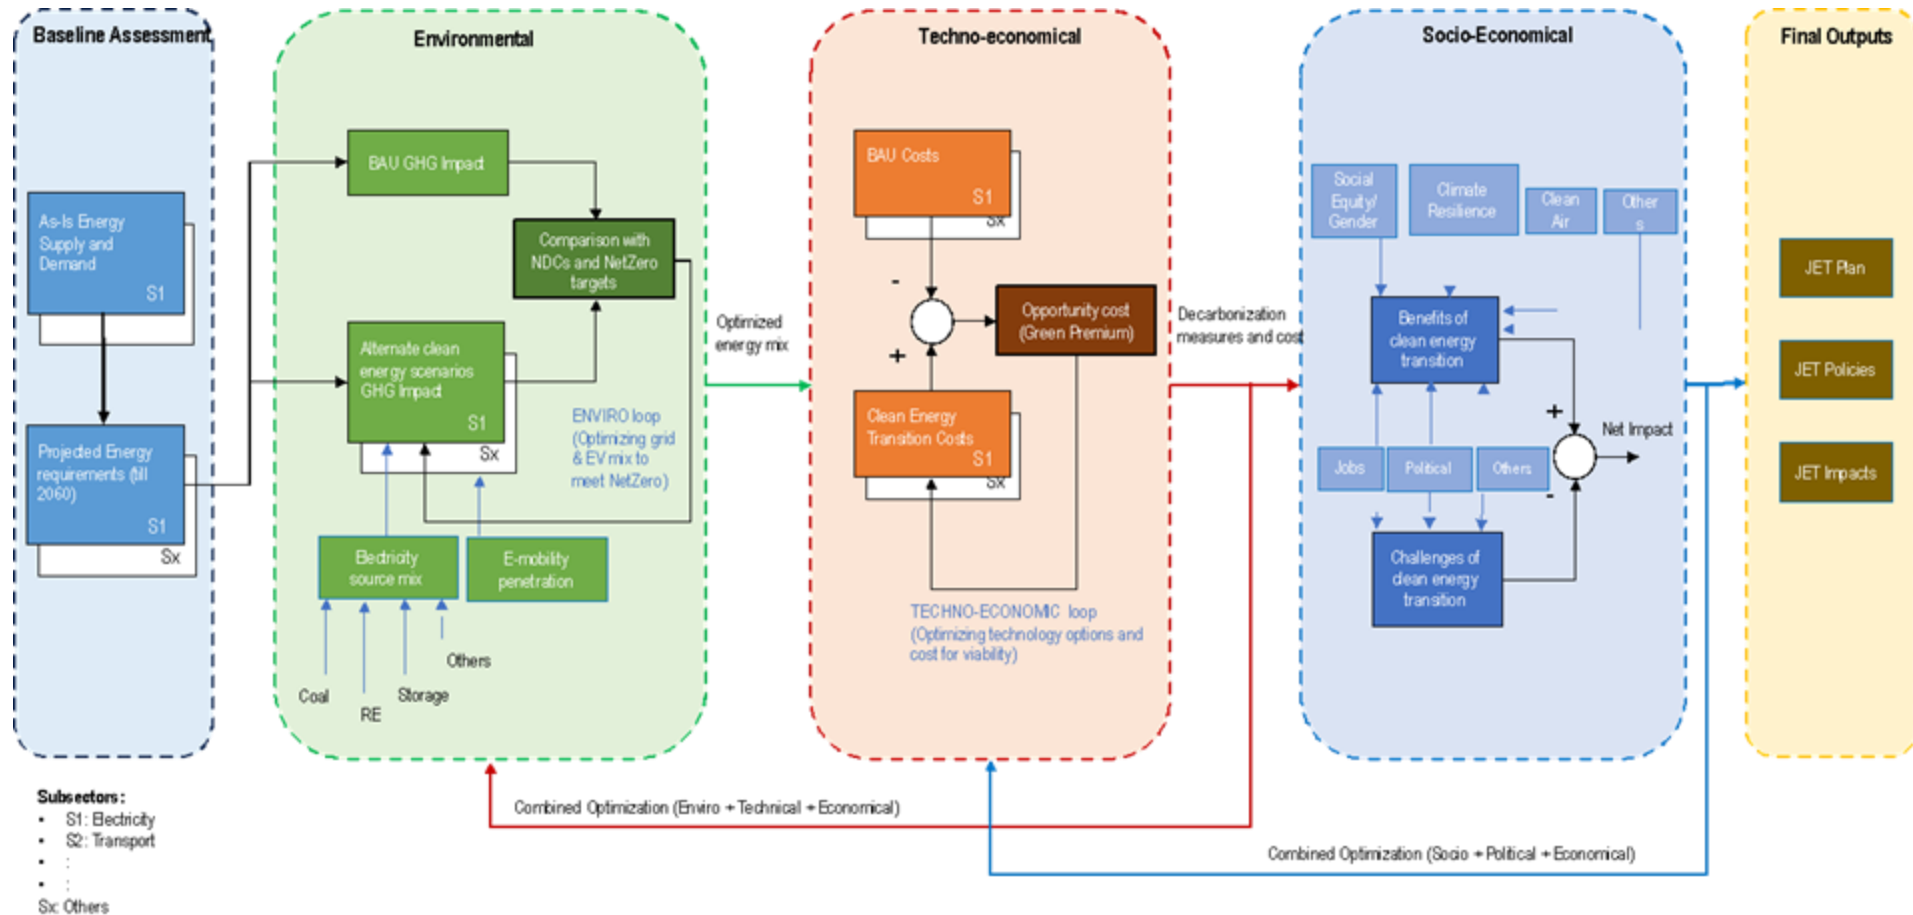 Baseline Assessment
As-Is Energy
Supply and
Demand
S1
Projected Energy
requirements (till
2060)
S1
Sx
Environmental
BAU GHG Impact
Comparison with
NDCs and NetZero
targets
Alternate clean
energy scenarios
GHG Impact
S1
Sx
ENVIRO loop
(Optimizing grid
& EV mix to
meet NetZero)
Electricity
source mix
E-mobility
penetration
Others
Coal
Storage
RE
Optimized
energy mix
Techno-economical
BAU Costs
S1
Sx
-
Opportunity cost
(Green Premium)
+
Clean Energy
Transition Costs
S1
Sx
TECHNO-ECONOMIC loop
(Optimizing technology options and
cost for viability)
Decarbonization
measures and cost
Socio-Economical
Social
Equity/
Gender
Climate
Resilience
Clean
Air
Other
s
Benefits of
clean energy
transition
+
Net Impact
Jobs
Political
Others
-
Challenges of
clean energy
transition
Final Outputs
JET Plan
JET Policies
JET Impacts
Combined Optimization (Enviro + Technical + Economical)
Combined Optimization (Socio + Political + Economical)
Subsectors:
• S1: Electricity
• S2: Transport
• :
• :
Sx: Others